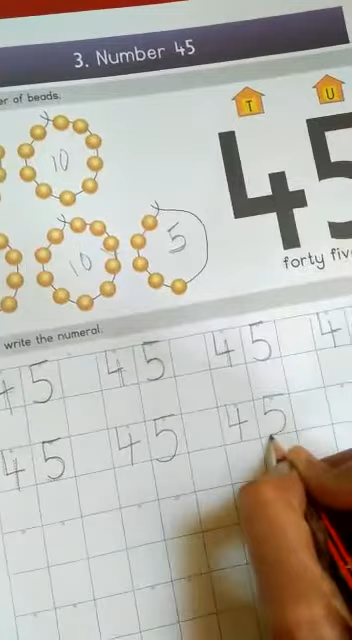 3. Number 45
er of beads.
T U
10
45
10 5
forty fiv
write the numeral.
45 45 45 4
45 45 45